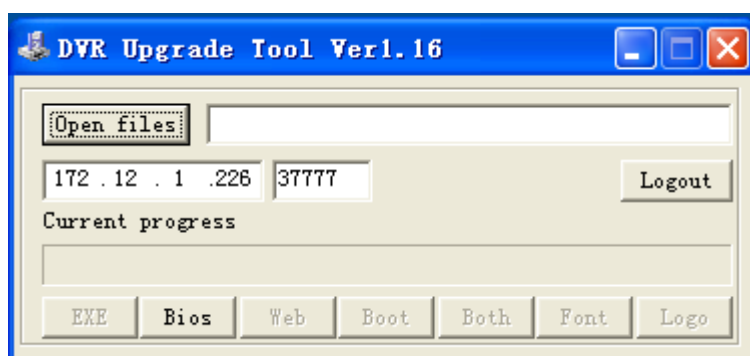 DVR Upgrade Tool Ver1.16
Open files
172 . 12 . 1 .226 37777 Logout
Current progress
EXE Bios Web Boot Both Font Logo